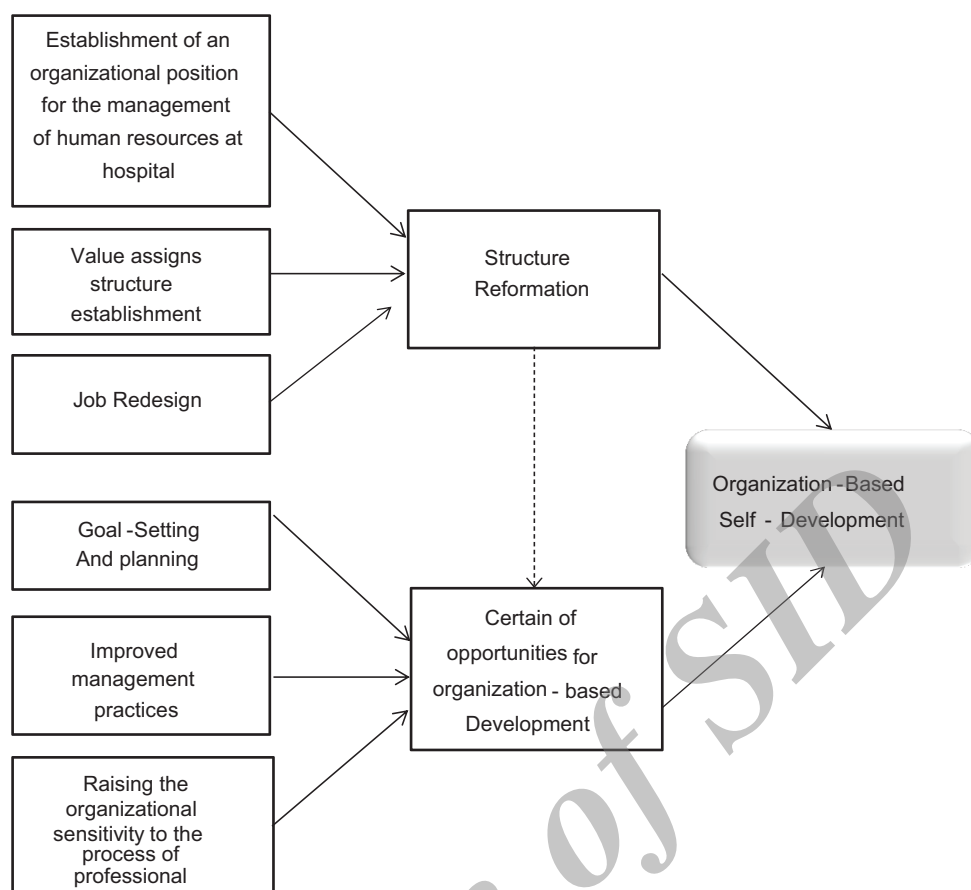 Establishment of an
organizational position
for the management
of human resources at
hospital
Value assigns
structure
establishment
Job Redesign
Structure
Reformation
Organization -Based
Self - Development
Goal -Setting
And planning
Improved
management
practices
Raising the
organizational
sensitivity to the
process of
professional
Certain of
opportunities for
organization - based
Development
of SID